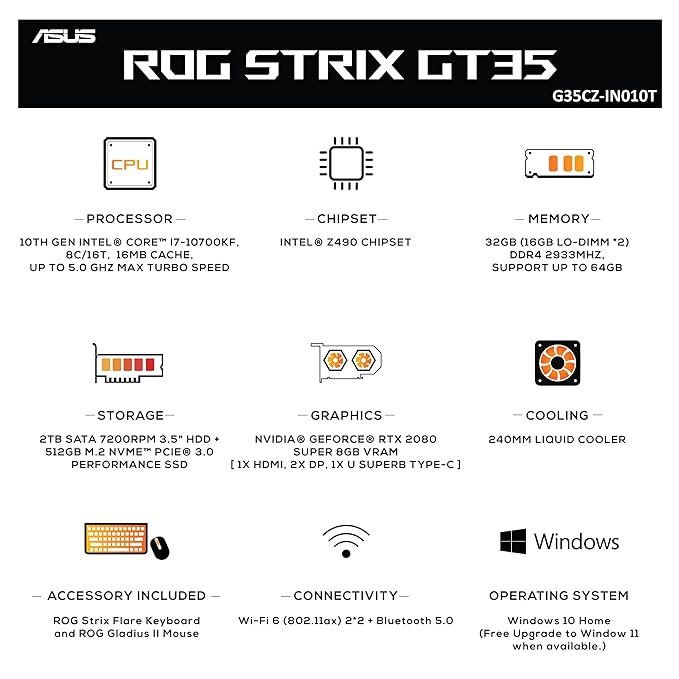 ASUS
ROG STRIX GT35
G35CZ-IN010T
CPU
PROCESSOR
10TH GEN INTEL® CORE™ I7-10700KF,
8C/16T, 16MB CACHE,
UP TO 5.0 GHZ MAX TURBO SPEED
CHIPSET
INTEL® Z490 CHIPSET
MEMORY
32GB (16GB LO-DIMM *2)
DDR4 2933MHZ,
SUPPORT UP TO 64GB
STORAGE
2TB SATA 7200RPM 3.5" HDD +
512GB M.2 NVME™ PCIE® 3.0
PERFORMANCE SSD
GRAPHICS
NVIDIA® GEFORCE® RTX 2080
SUPER 8GB VRAM
[ 1X HDMI, 2X DP, 1X U SUPERB TYPE-C ]
COOLING
240MM LIQUID COOLER
ACCESSORY INCLUDED
ROG Strix Flare Keyboard
and ROG Gladius II Mouse
CONNECTIVITY
Wi-Fi 6 (802.11ax) 2*2 + Bluetooth 5.0
Windows
OPERATING SYSTEM
Windows 10 Home
(Free Upgrade to Window 11
when available.)